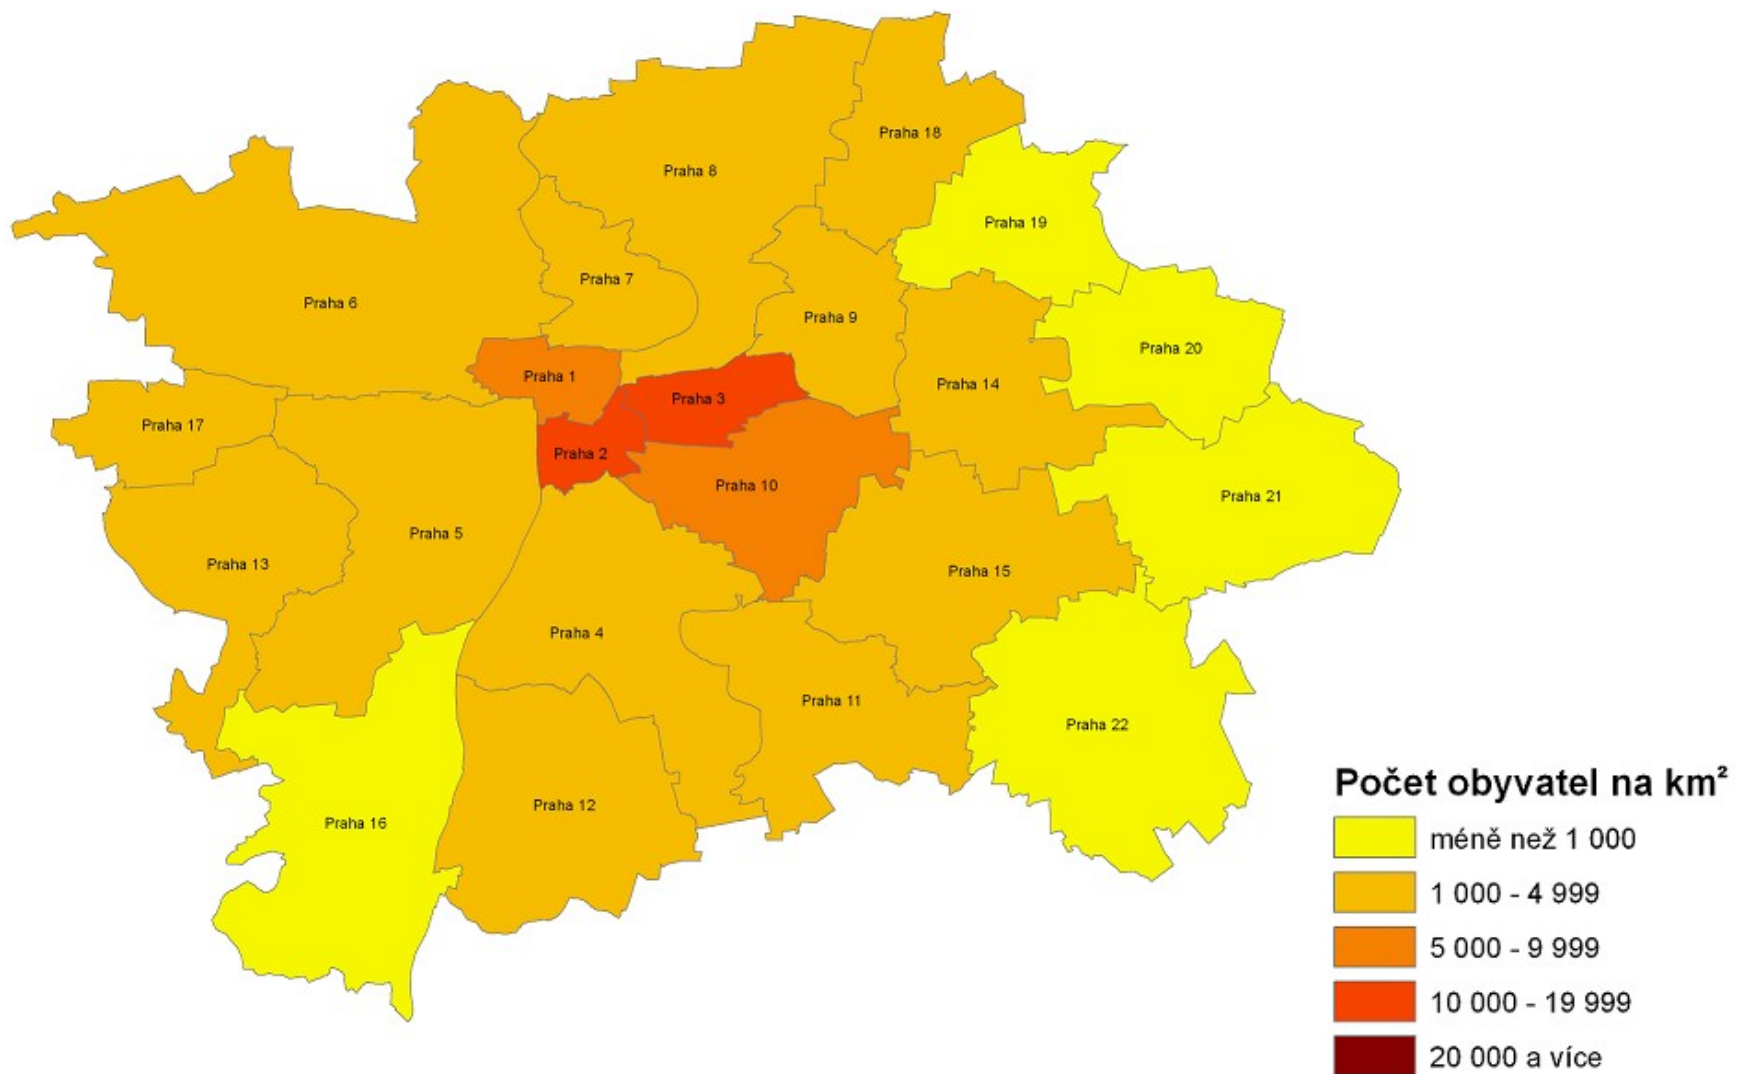 Praha 18
Praha 8
Praha 19
Praha 7
Praha 6
Praha 9
Praha 20
Praha 1
Praha 14
Praha 3
Praha 17
Praha 2
Praha 10
Praha 21
Praha 5
Praha 13
Praha 15
Praha 4
Praha 11
Praha 22
Praha 12
Praha 16
Počet obyvatel na km²
méně než 1 000
1 000 - 4 999
5 000 - 9 999
10 000 - 19 999
20 000 a více